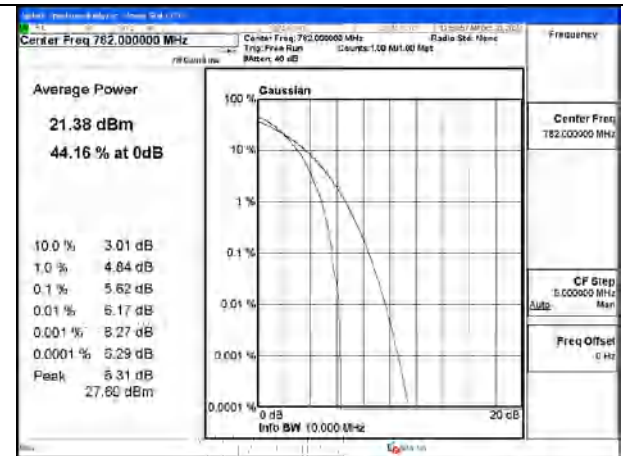 Center Freq 762.000000 MHz
Center Freq: 762.000000 MHz
Radio Std: None
Trig: Free Run
Counts:1.00 M/1.00 Mpt
#Atten: 40 dB
Frequency
Average Power
21.38 dBm
44.16 % at 0dB
10.0 % 3.01 dB
1.0 % 4.84 dB
0.1 % 5.62 dB
0.01 % 6.17 dB
0.001 % 6.27 dB
0.0001 % 6.29 dB
Peak 6.31 dB
27.69 dBm
Gaussian
100 %
10 %
1 %
0.1 %
0.01 %
0.001 %
0.0001 %
0 dB
20 dB
Info BW 10.000 MHz
Center Freq
782.000000 MHz
CF Step
5.000000 MHz
Auto Man
Freq Offset
0 Hz